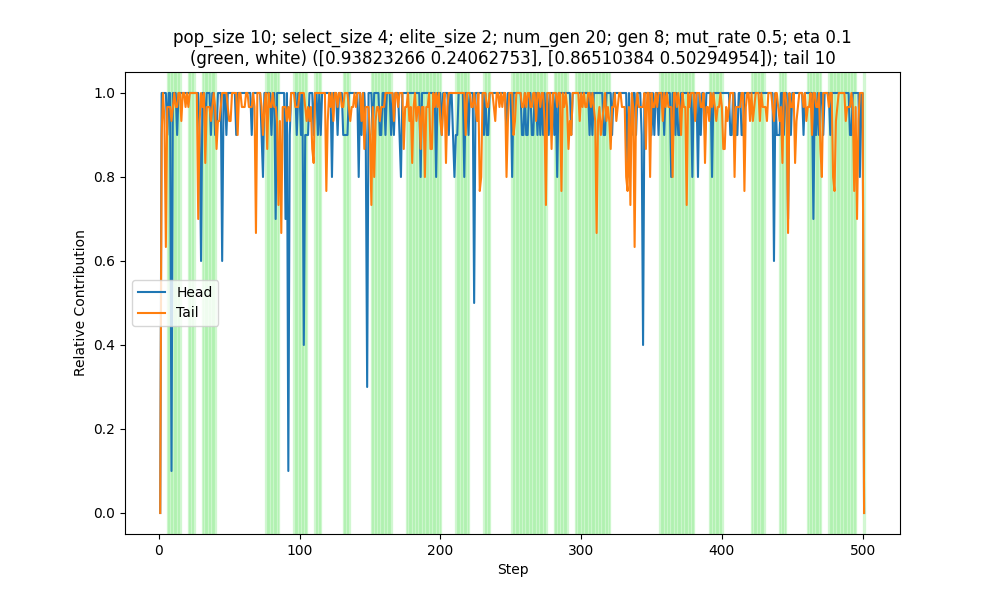 pop_size 10; select_size 4; elite_size 2; num_gen 20; gen 8; mut_rate 0.5; eta 0.1
(green, white) ([0.93823266 0.24062753], [0.86510384 0.50294954]); tail 10
1.0
0.8
0.6
0.4
0.2
0.0
Relative Contribution
Head
Tail
0
100
200
300
400
500
Step